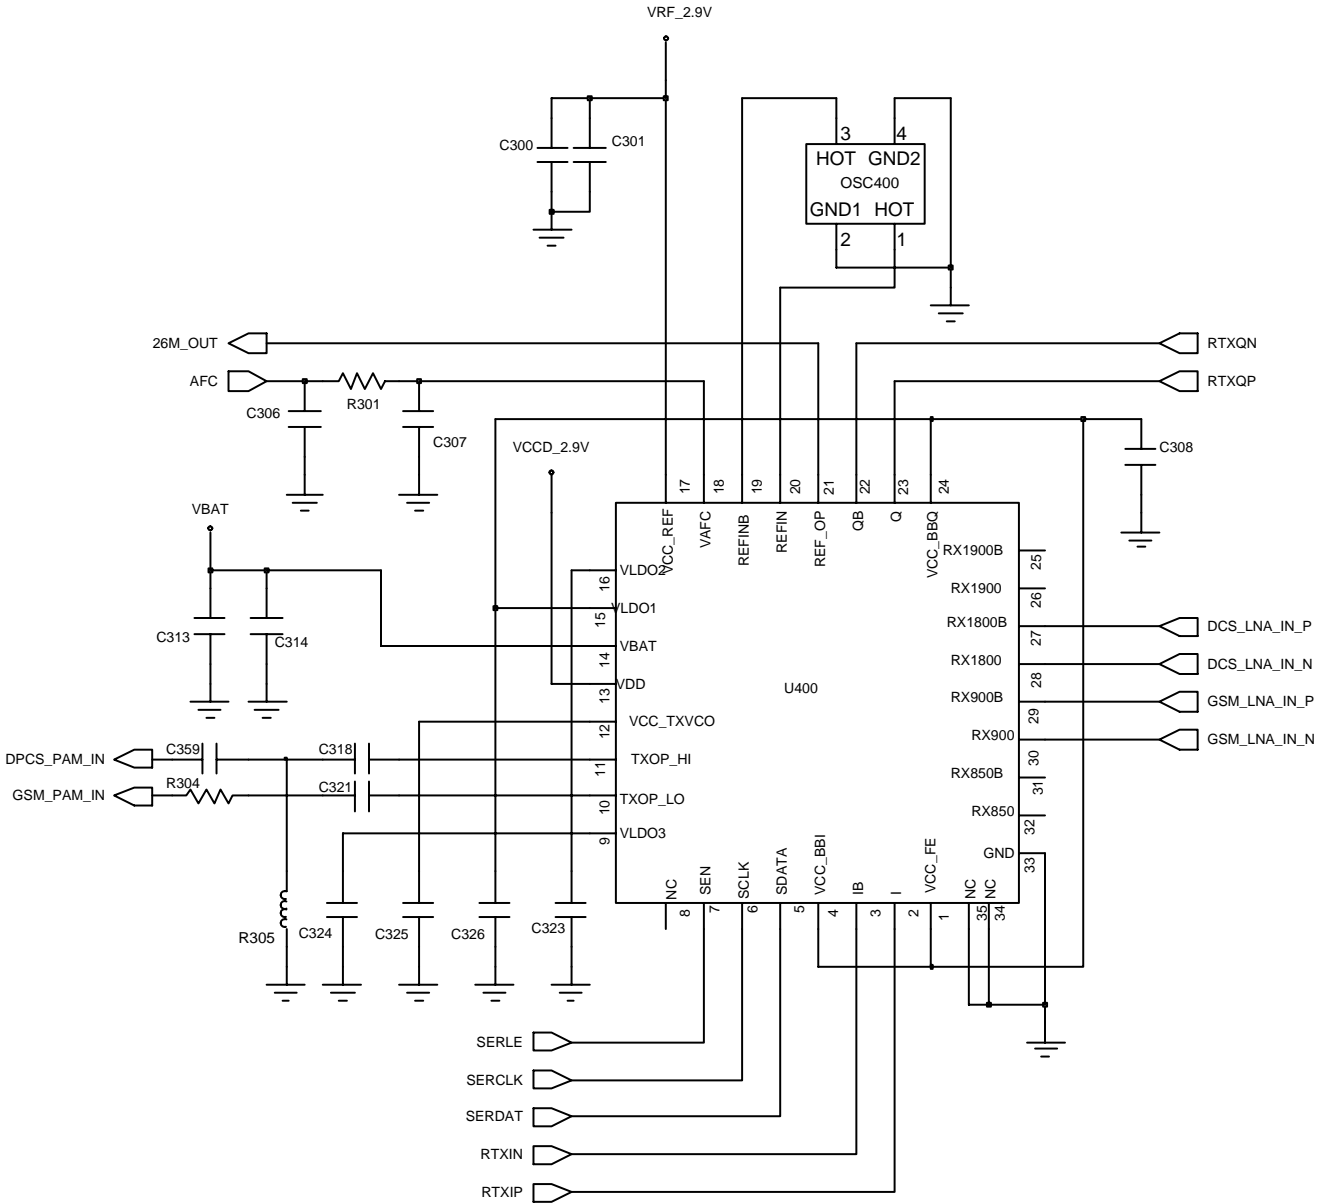 VRF_2.9V
3
4
C300
C301
HOT GND2
OSC400
GND1 HOT
2
1
26M_OUT
RTXQN
AFC
RTXQP
C306
R301
C307
VCCD_2.9V
C308
VBAT
17
18
19
20
21
22
23
24
VCC_REF
VAFC
REFINB
REFIN
REF_OP
QB
Q
VCC_BBQ
VLDO2
16
VLDO1
15
VBAT
14
VDD
13
VCC_TXVCO
12
TXOP_HI
11
TXOP_LO
10
VLDO3
9
RX1900B
25
RX1900
26
RX1800B
27
DCS_LNA_IN_P
RX1800
28
DCS_LNA_IN_N
RX900B
29
GSM_LNA_IN_P
RX900
30
GSM_LNA_IN_N
RX850B
31
RX850
32
GND
33
U400
C313
C314
DPCS_PAM_IN
C359
C318
GSM_PAM_IN
R304
C321
NC
SEN
SCLK
SDATA
VCC_BBI
IB
I
VCC_FE
NC
NC
8
7
6
5
4
3
2
1
35
34
R305
C324
C325
C326
C323
SERLE
SERCLK
SERDAT
RTXIN
RTXIP